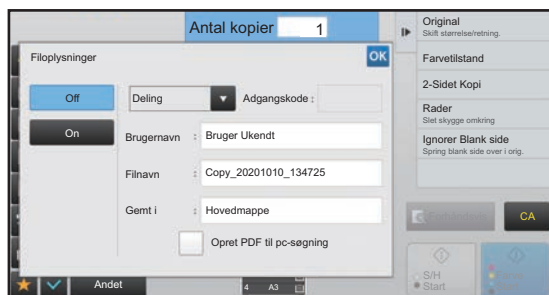 Antal kopier 1
Original
Skift størrelse/retning.
Farvetilstand
2-Sidet Kopi
Rader
Slet skygge omkring
Ignorer Blank side
Spring blank side over i orig.
Filoplysninger
OK
Off
On
Deling
Adgangskode :
Brugernavn : Bruger Ukendt
Filnavn : Copy_20201010_134725
Gemt i : Hovedmappe
Opret PDF til pc-søgning
CA
Andet
4 A3
S/H
Start